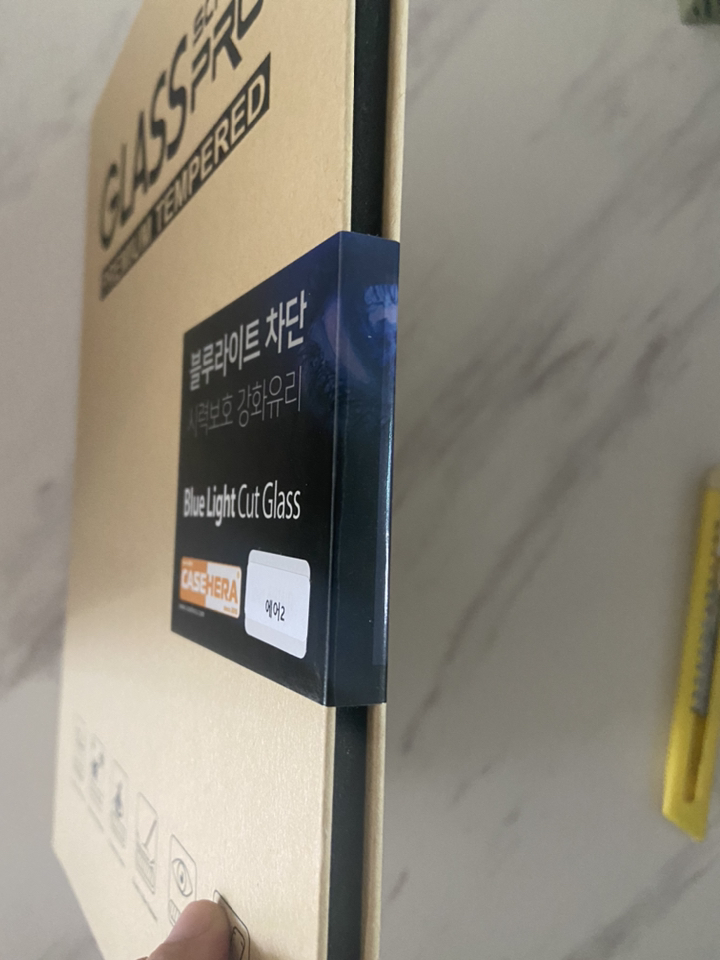 GLASS
PRO
PREMIUM TEMPERED
블루라이트 차단
시력보호 강화유리
Blue Light Cut Glass
CASEHERA
에어2